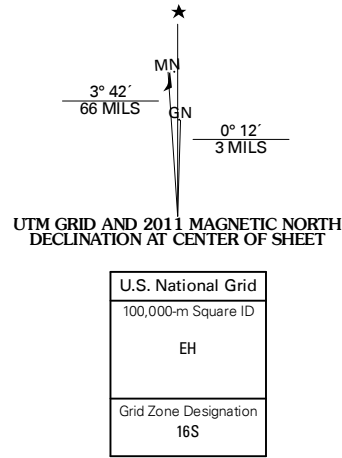 MN
3° 42´
66 MILS
GN
0° 12´
3 MILS
UTM GRID AND 2011 MAGNETIC NORTH
DECLINATION AT CENTER OF SHEET
U.S. National Grid
100,000-m Square ID
EH
Grid Zone Designation
16S